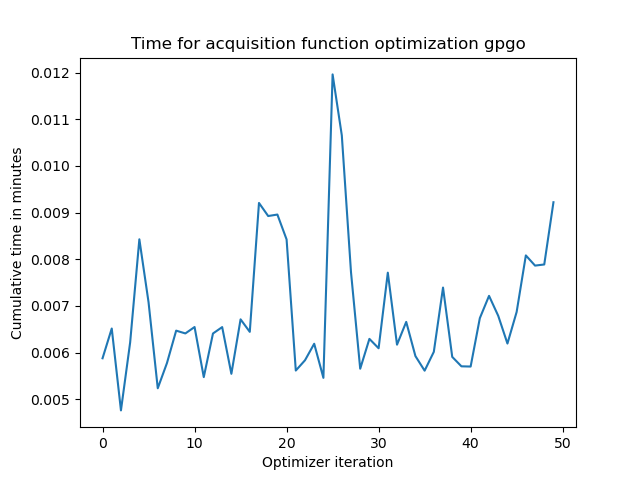 Time for acquisition function optimization gpgo
0.012
0.011
0.010
0.009
0.008
0.007
0.006
0.005
Cumulative time in minutes
0 10 20 30 40 50
Optimizer iteration